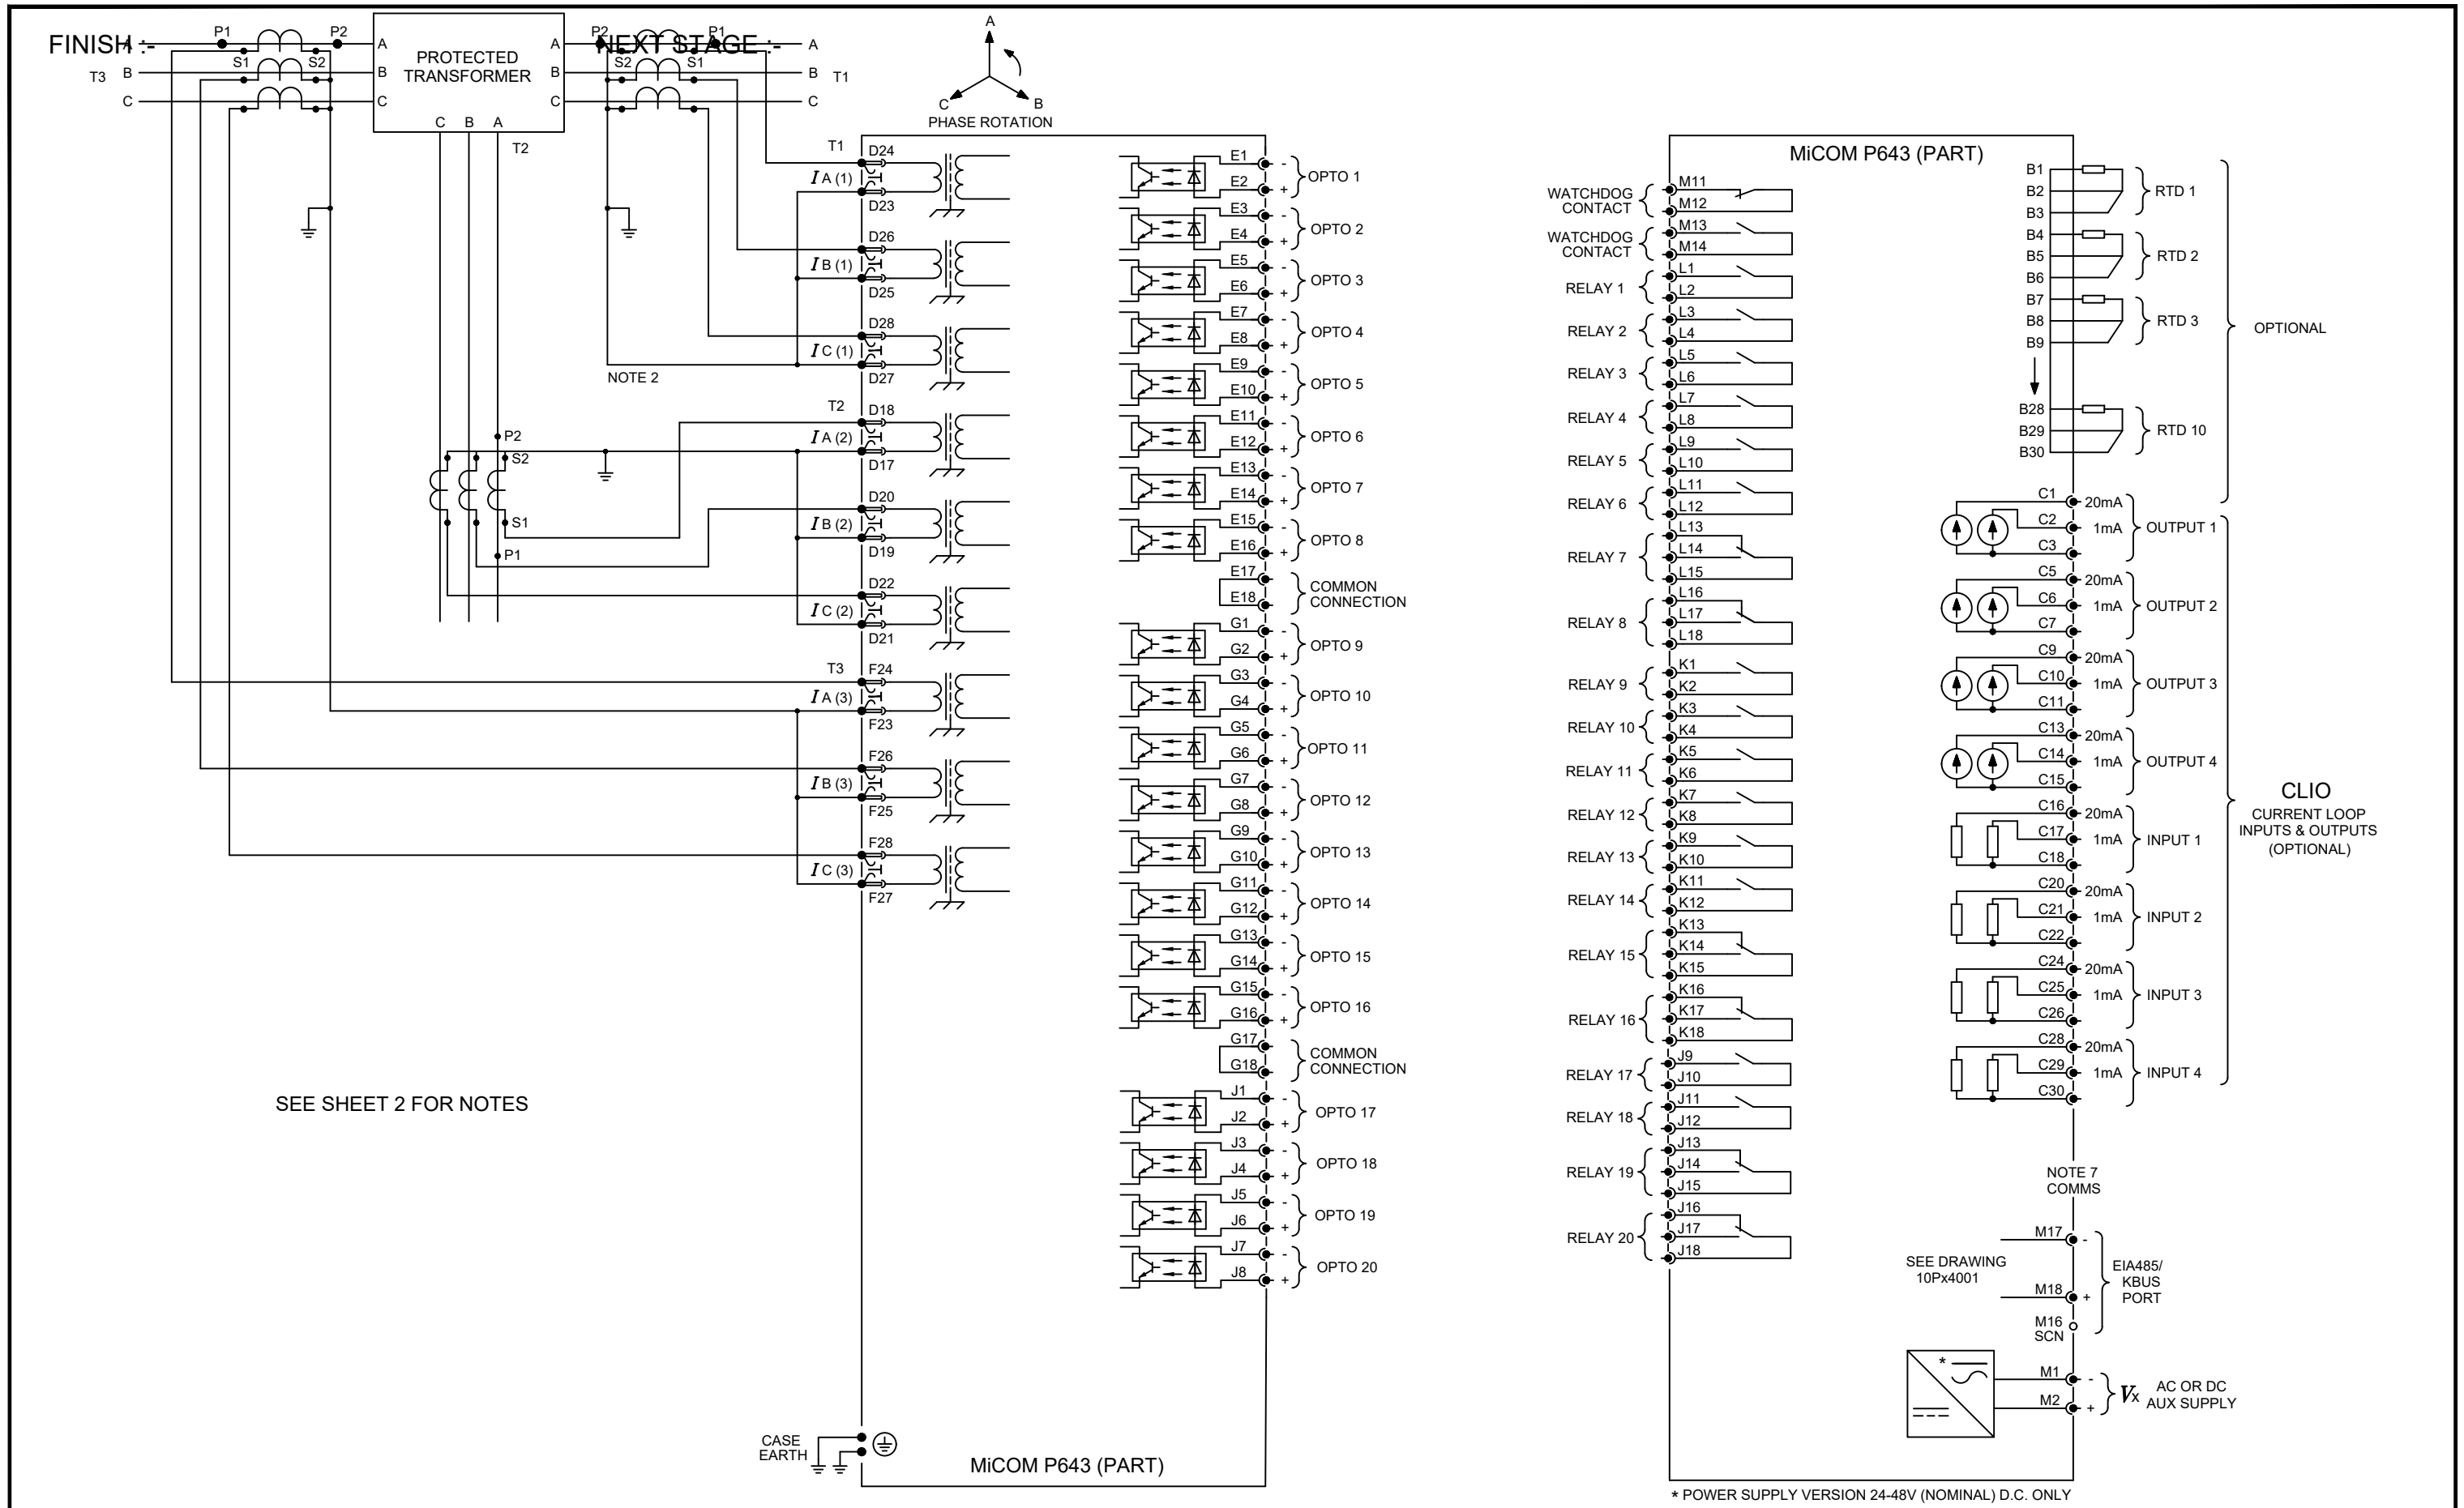 FINISH :-
NEXT STAGE :-
P1
P2
P2
P1
A
B
C
T3
S1
S2
A
B
C
PROTECTED
TRANSFORMER
A
B
C
C B A
T2
S2
S1
A
B
C
T1
A
C
B
PHASE ROTATION
T1
D24
I A (1)
D23
D26
I B (1)
D25
D28
I C (1)
D27
NOTE 2
T2
D18
I A (2)
D17
D20
I B (2)
D19
D22
I C (2)
D21
P2
S2
S1
P1
T3
F24
I A (3)
F23
F26
I B (3)
F25
F28
I C (3)
F27
SEE SHEET 2 FOR NOTES
CASE
EARTH
E1 -
E2 +
OPTO 1
E3 -
E4 +
OPTO 2
E5 -
E6 +
OPTO 3
E7 -
E8 +
OPTO 4
E9 -
E10 +
OPTO 5
E11 -
E12 +
OPTO 6
E13 -
E14 +
OPTO 7
E15 -
E16 +
OPTO 8
E17
E18
COMMON
CONNECTION
G1 -
G2 +
OPTO 9
G3 -
G4 +
OPTO 10
G5 -
G6 +
OPTO 11
G7 -
G8 +
OPTO 12
G9 -
G10 +
OPTO 13
G11 -
G12 +
OPTO 14
G13 -
G14 +
OPTO 15
G15 -
G16 +
OPTO 16
G17
G18
COMMON
CONNECTION
J1 -
J2 +
OPTO 17
J3 -
J4 +
OPTO 18
J5 -
J6 +
OPTO 19
J7 -
J8 +
OPTO 20
MiCOM P643 (PART)
MiCOM P643 (PART)
WATCHDOG
CONTACT
M11
M12
WATCHDOG
CONTACT
M13
M14
RELAY 1
L1
L2
RELAY 2
L3
L4
RELAY 3
L5
L6
RELAY 4
L7
L8
RELAY 5
L9
L10
RELAY 6
L11
L12
RELAY 7
L13
L14
L15
RELAY 8
L16
L17
L18
RELAY 9
K1
K2
RELAY 10
K3
K4
RELAY 11
K5
K6
RELAY 12
K7
K8
RELAY 13
K9
K10
RELAY 14
K11
K12
RELAY 15
K13
K14
K15
RELAY 16
K16
K17
K18
RELAY 17
J9
J10
RELAY 18
J11
J12
RELAY 19
J13
J14
J15
RELAY 20
J16
J17
J18
B1
B2
B3
RTD 1
B4
B5
B6
RTD 2
B7
B8
B9
RTD 3
B28
B29
B30
RTD 10
OPTIONAL
C1 20mA
C2 1mA
C3
OUTPUT 1
C5 20mA
C6 1mA
C7
OUTPUT 2
C9 20mA
C10 1mA
C11
OUTPUT 3
C13 20mA
C14 1mA
C15
OUTPUT 4
C16 20mA
C17 1mA
C18
INPUT 1
C20 20mA
C21 1mA
C22
INPUT 2
C24 20mA
C25 1mA
C26
INPUT 3
C28 20mA
C29 1mA
C30
INPUT 4
CLIO
CURRENT LOOP
INPUTS & OUTPUTS
(OPTIONAL)
NOTE 7
COMMS
M17 -
SEE DRAWING
10Px4001
M18 +
M16
SCN
EIA485/
KBUS
PORT
*
M1 -
M2 +
Vx
AC OR DC
AUX SUPPLY
* POWER SUPPLY VERSION 24-48V (NOMINAL) D.C. ONLY